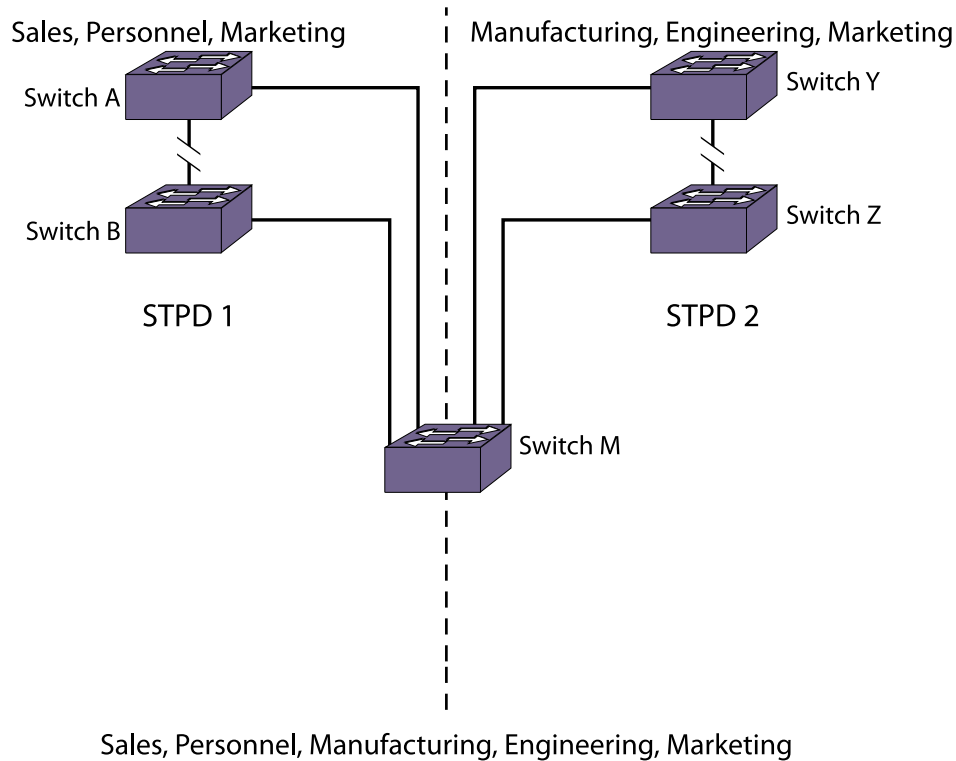 Sales, Personnel, Marketing
Manufacturing, Engineering, Marketing
Switch A
Switch Y
Switch B
Switch Z
STPD 1
STPD 2
Switch M
Sales, Personnel, Manufacturing, Engineering, Marketing